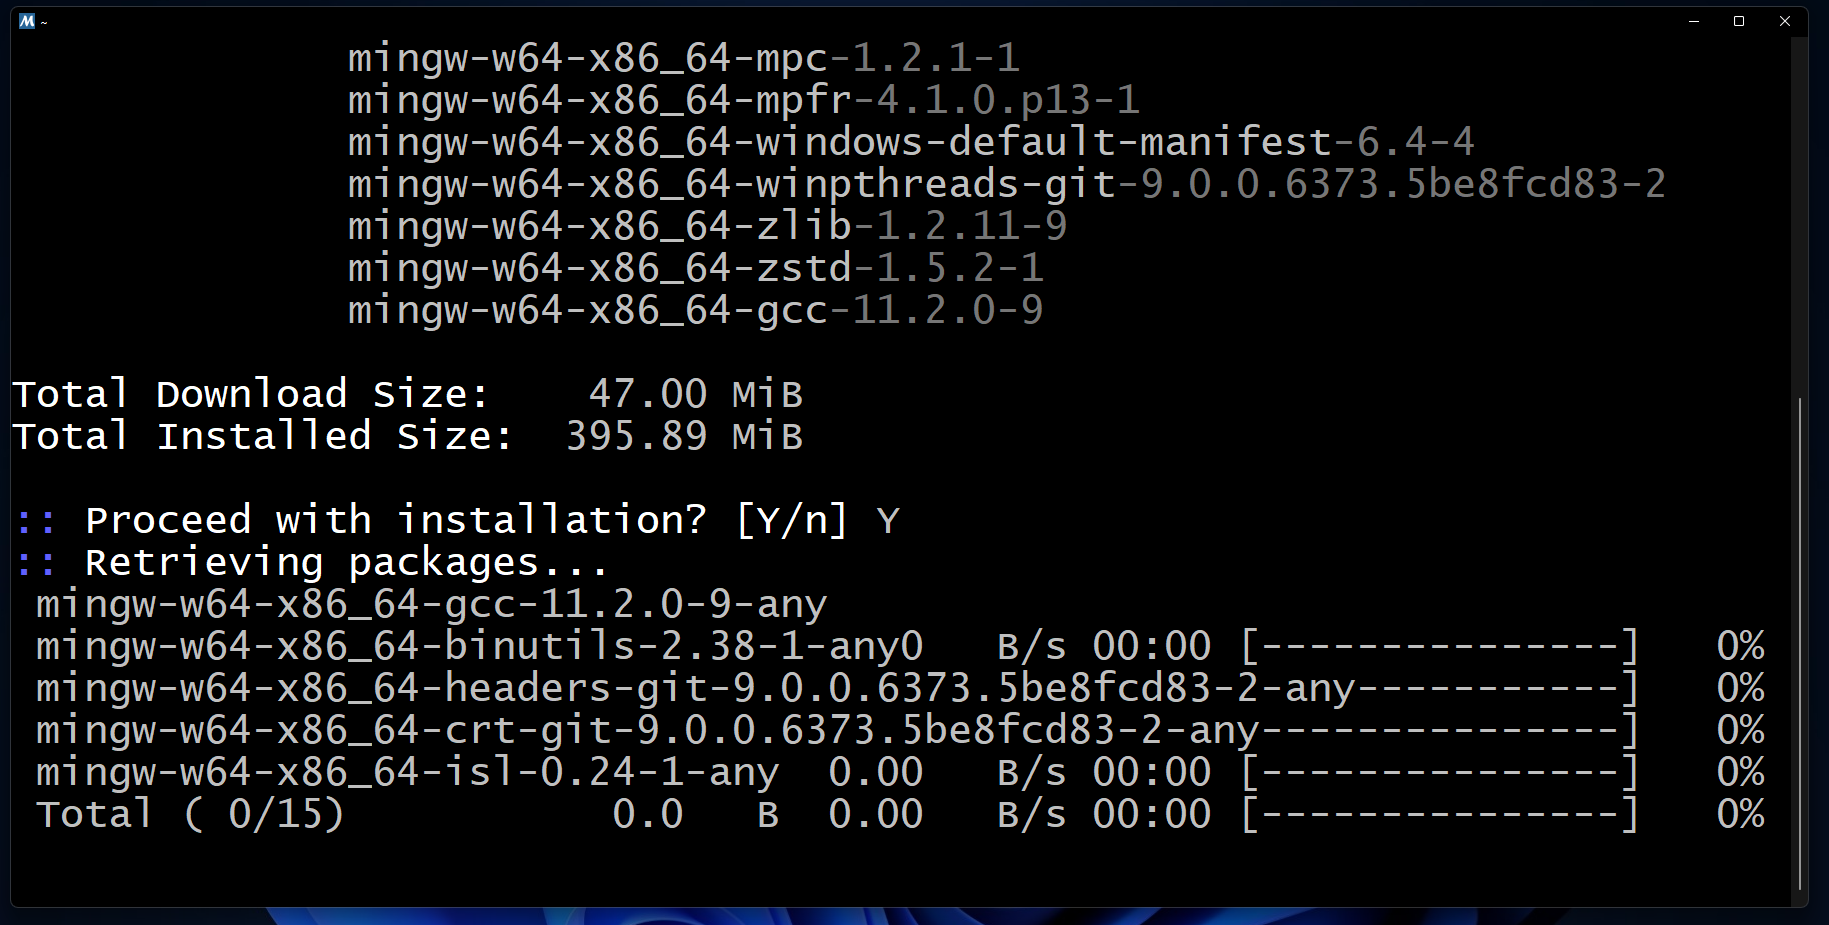 M ~
mingw-w64-x86_64-mpc-1.2.1-1
mingw-w64-x86_64-mpfr-4.1.0.p13-1
mingw-w64-x86_64-windows-default-manifest-6.4-4
mingw-w64-x86_64-winpthreads-git-9.0.0.6373.5be8fcd83-2
mingw-w64-x86_64-zlib-1.2.11-9
mingw-w64-x86_64-zstd-1.5.2-1
mingw-w64-x86_64-gcc-11.2.0-9
Total Download Size:    47.00 MiB
Total Installed Size:  395.89 MiB
:: Proceed with installation? [Y/n] Y
:: Retrieving packages...
mingw-w64-x86_64-gcc-11.2.0-9-any
mingw-w64-x86_64-binutils-2.38-1-any0   B/s 00:00 [---------------]   0%
mingw-w64-x86_64-headers-git-9.0.0.6373.5be8fcd83-2-any-----------]   0%
mingw-w64-x86_64-crt-git-9.0.0.6373.5be8fcd83-2-any---------------]   0%
mingw-w64-x86_64-isl-0.24-1-any  0.00   B/s 00:00 [---------------]   0%
Total ( 0/15)           0.0   B  0.00   B/s 00:00 [---------------]   0%